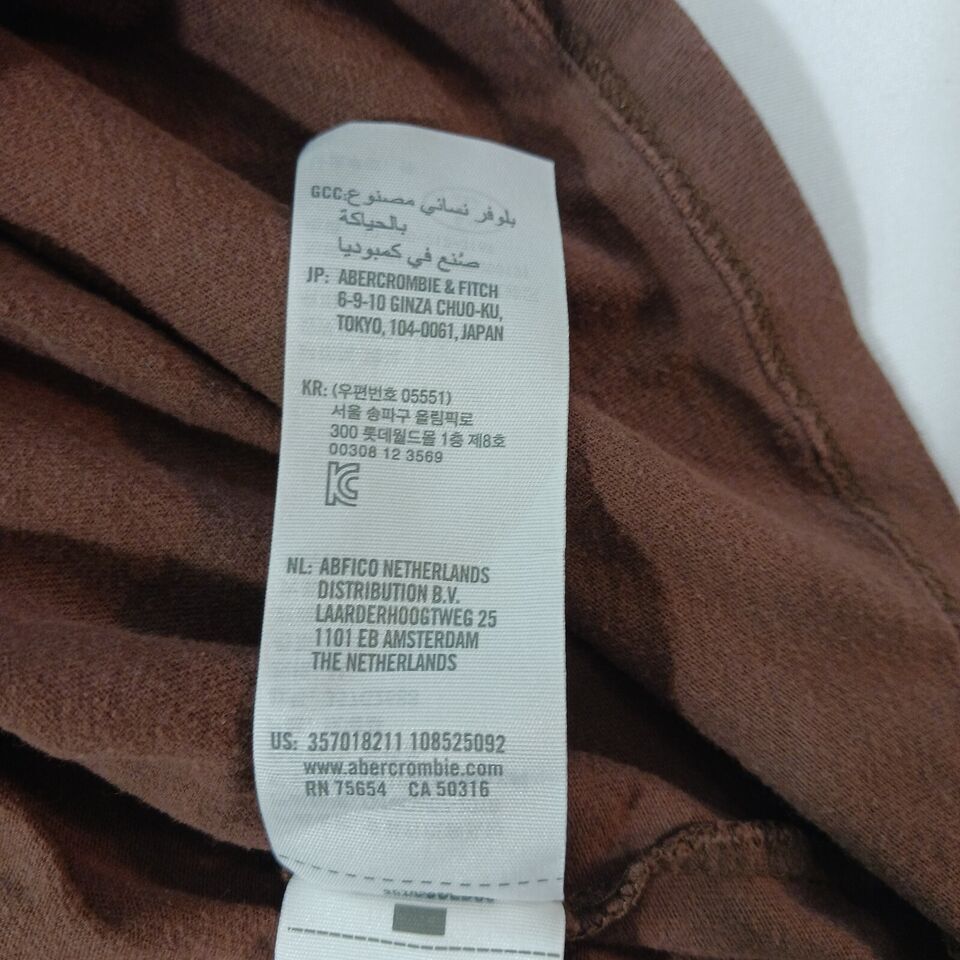 GCC: بلوفر نسائي مصنوع
بالحياكة
صُنع في كمبوديا
JP: ABERCROMBIE & FITCH
6-9-10 GINZA CHUO-KU,
TOKYO, 104-0061, JAPAN
KR: (우편번호 05551)
서울 송파구 올림픽로
300 롯데월드몰 1층 제8호
00308 12 3569
KC
NL: ABFICO NETHERLANDS
DISTRIBUTION B.V.
LAARDERHOOGTWEG 25
1101 EB AMSTERDAM
THE NETHERLANDS
US: 357018211 108525092
www.abercrombie.com
RN 75654 CA 50316